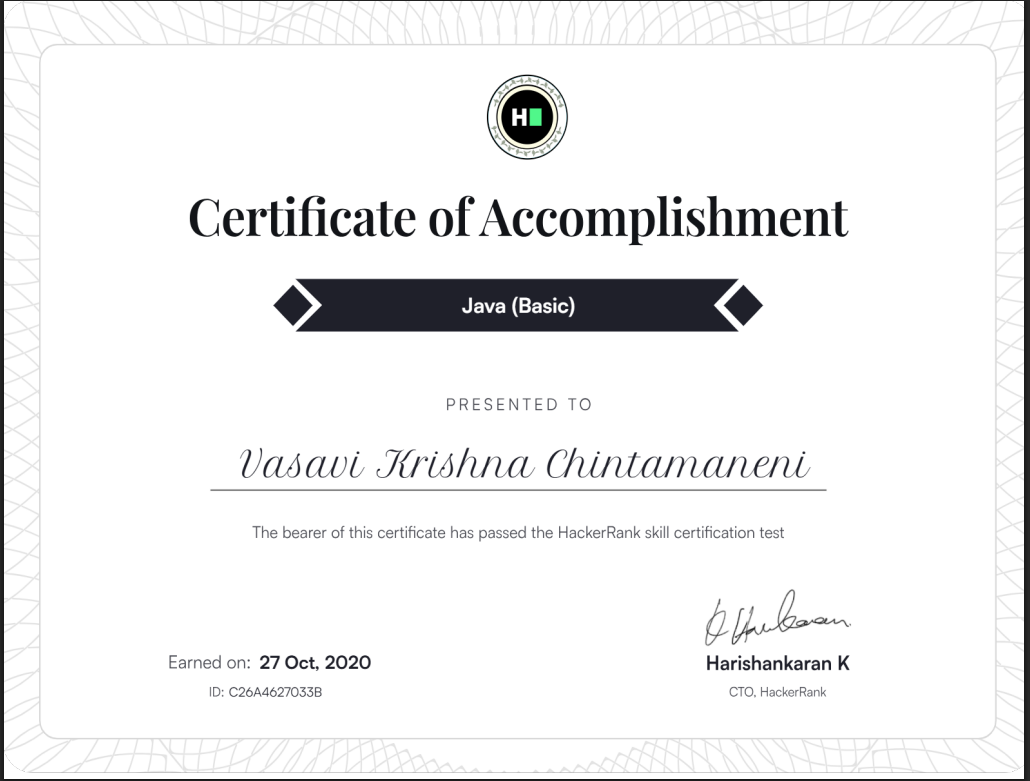 H
Certificate of Accomplishment
Java (Basic)
PRESENTED TO
Vasavi Krishna Chintamaneni
The bearer of this certificate has passed the HackerRank skill certification test
Earned on: 27 Oct, 2020
ID: C26A4627033B
Harishankaran K
CTO, HackerRank